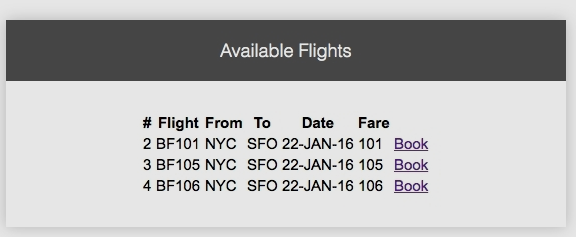 Available Flights
# Flight From To Date Fare
2 BF101 NYC SFO 22-JAN-16 101 Book
3 BF105 NYC SFO 22-JAN-16 105 Book
4 BF106 NYC SFO 22-JAN-16 106 Book